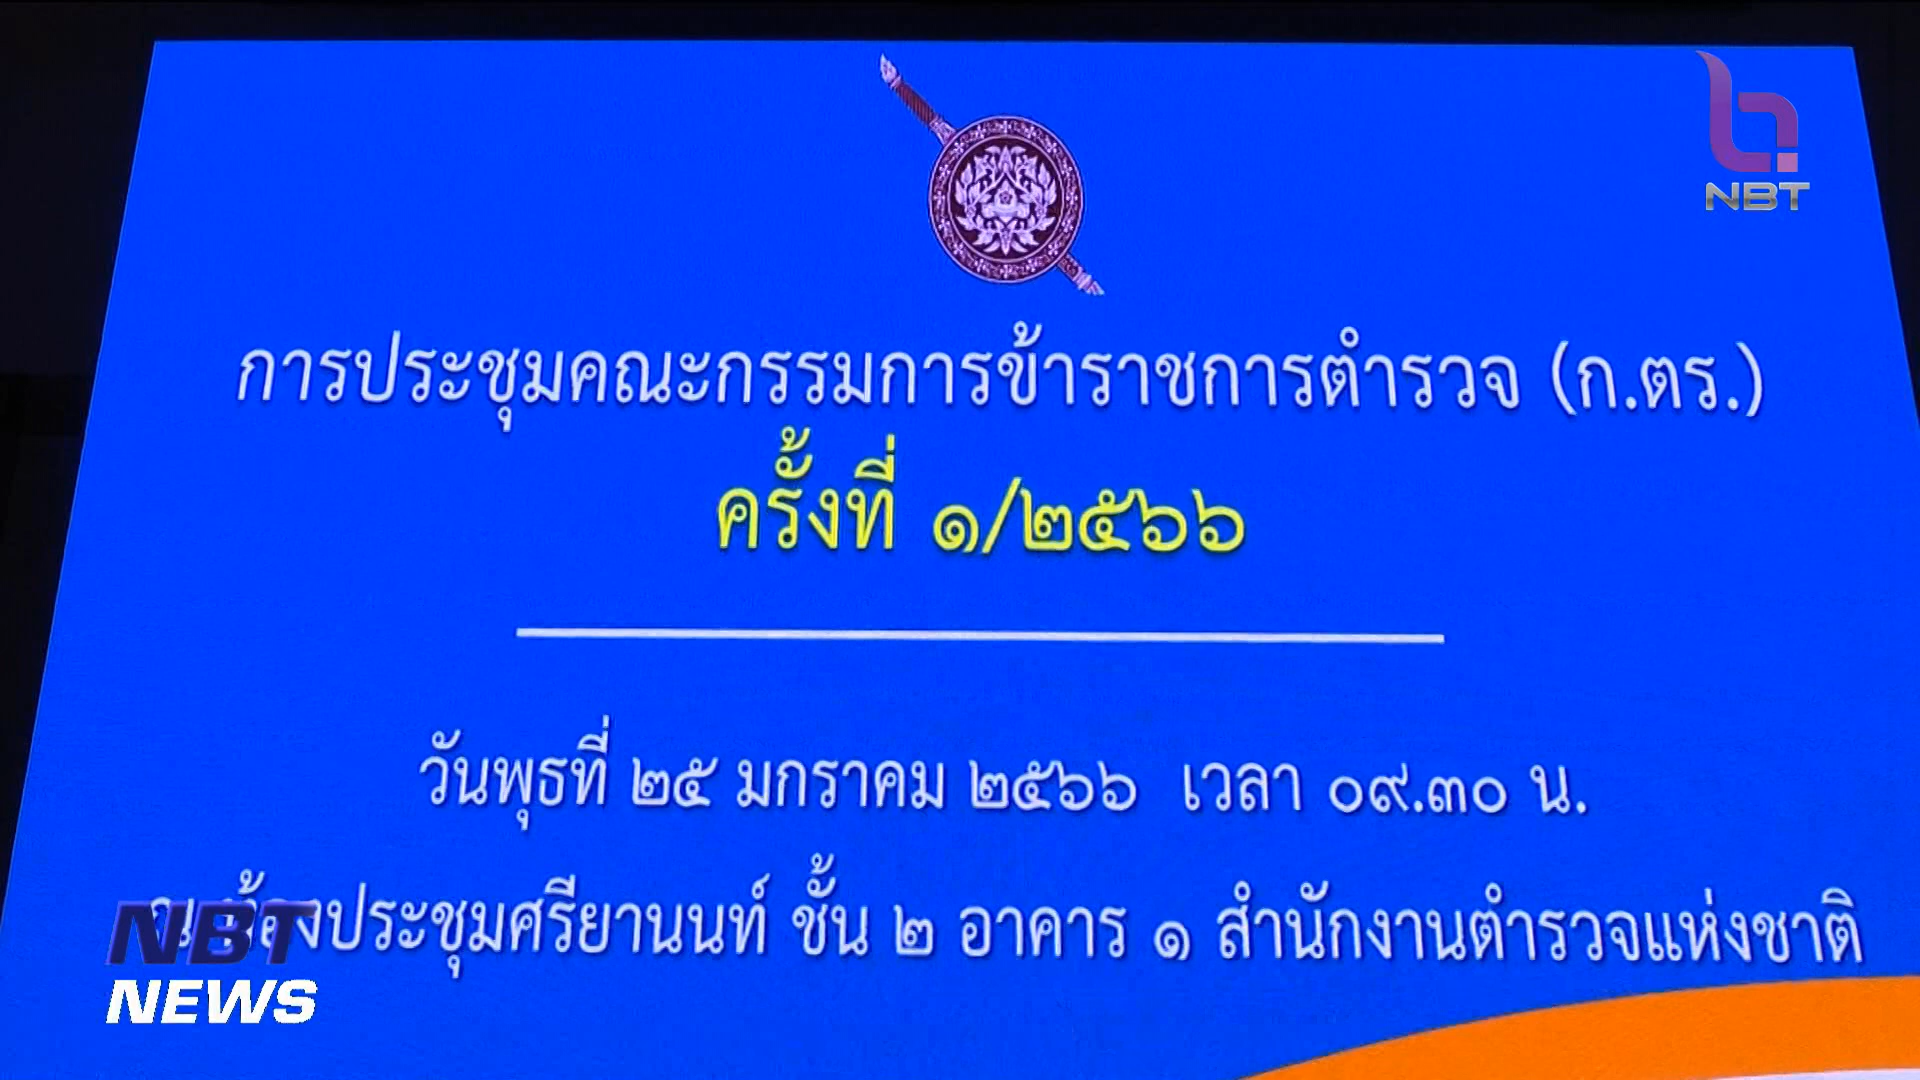 NBT
การประชุมคณะกรรมการข้าราชการตำรวจ (ก.ตร.)
ครั้งที่ ๑/๒๕๖๖
วันพุธที่ ๒๕ มกราคม ๒๕๖๖ เวลา ๐๙.๓๐ น.
ณ ห้องประชุมศรียานนท์ ชั้น ๒ อาคาร ๑ สำนักงานตำรวจแห่งชาติ
NBT
NEWS